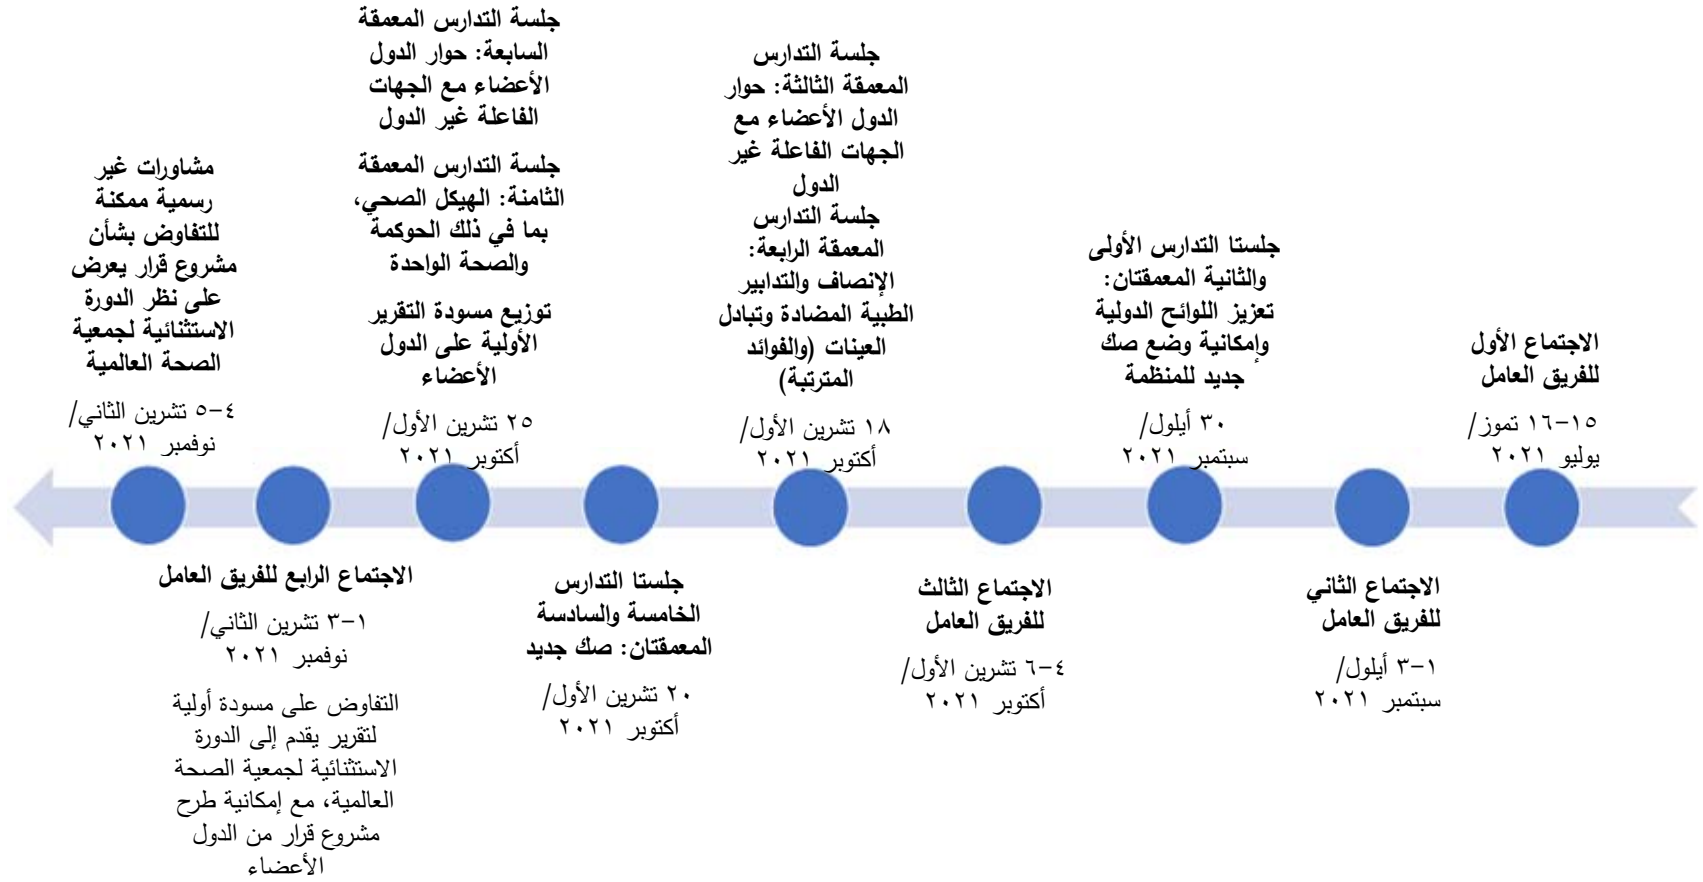 الاجتماع الأول
للفريق العامل
١٥-١٦ تموز/
يوليو ٢٠٢١
الاجتماع الثاني
للفريق العامل
١-٣ أيلول/
سبتمبر ٢٠٢١
جلستا التدارس الأولى
والثانية المعمقتان:
تعزيز اللوائح الدولية
وإمكانية وضع صك
جديد للمنظمة
٣٠ أيلول/
سبتمبر ٢٠٢١
الاجتماع الثالث
للفريق العامل
٤-٦ تشرين الأول/
أكتوبر ٢٠٢١
جلسة التدارس
المعمقة الثالثة: حوار
الدول الأعضاء مع
الجهات الفاعلة غير
الدول
جلسة التدارس
المعمقة الرابعة:
الإنصاف والتدابير
الطبية المضادة وتبادل
العينات (والفوائد
المترتبة)
١٨ تشرين الأول/
أكتوبر ٢٠٢١
جلستا التدارس
الخامسة والسادسة
المعمقتان: صك جديد
٢٠ تشرين الأول/
أكتوبر ٢٠٢١
جلسة التدارس المعمقة
السابعة: حوار الدول
الأعضاء مع الجهات
الفاعلة غير الدول
جلسة التدارس المعمقة
الثامنة: الهيكل الصحي،
بما في ذلك الحوكمة
والصحة الواحدة
توزيع مسودة التقرير
الأولية على الدول
الأعضاء
٢٥ تشرين الأول/
أكتوبر ٢٠٢١
الاجتماع الرابع للفريق العامل
١-٣ تشرين الثاني/
نوفمبر ٢٠٢١
التفاوض على مسودة أولية
لتقرير يقدم إلى الدورة
الاستثنائية لجمعية الصحة
العالمية، مع إمكانية طرح
مشروع قرار من الدول
الأعضاء
مشاورات غير
رسمية ممكنة
للتفاوض بشأن
مشروع قرار يعرض
على نظر الدورة
الاستثنائية لجمعية
الصحة العالمية
٤-٥ تشرين الثاني/
نوفمبر ٢٠٢١